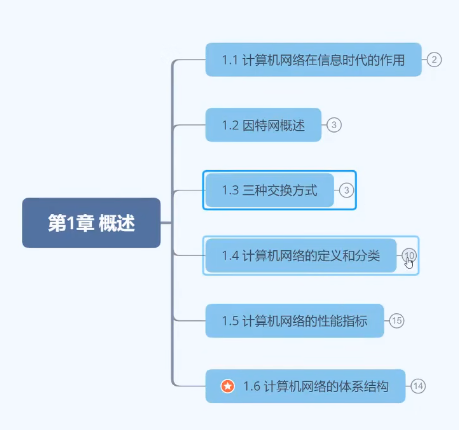 1.1 计算机网络在信息时代的作用 2
1.2 因特网概述 3
1.3 三种交换方式 3
第1章 概述
1.4 计算机网络的定义和分类 10
1.5 计算机网络的性能指标 15
1.6 计算机网络的体系结构 14